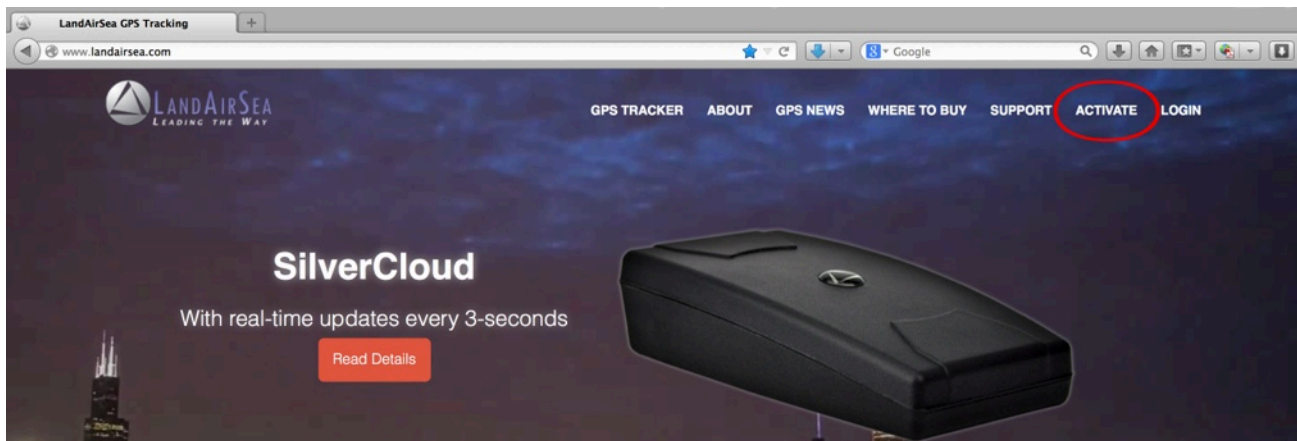 LandAirSea GPS Tracking
www.landairsea.com
Google
LANDAIRSEA
LEADING THE WAY
GPS TRACKER ABOUT GPS NEWS WHERE TO BUY SUPPORT ACTIVATE LOGIN
SilverCloud
With real-time updates every 3-seconds
Read Details